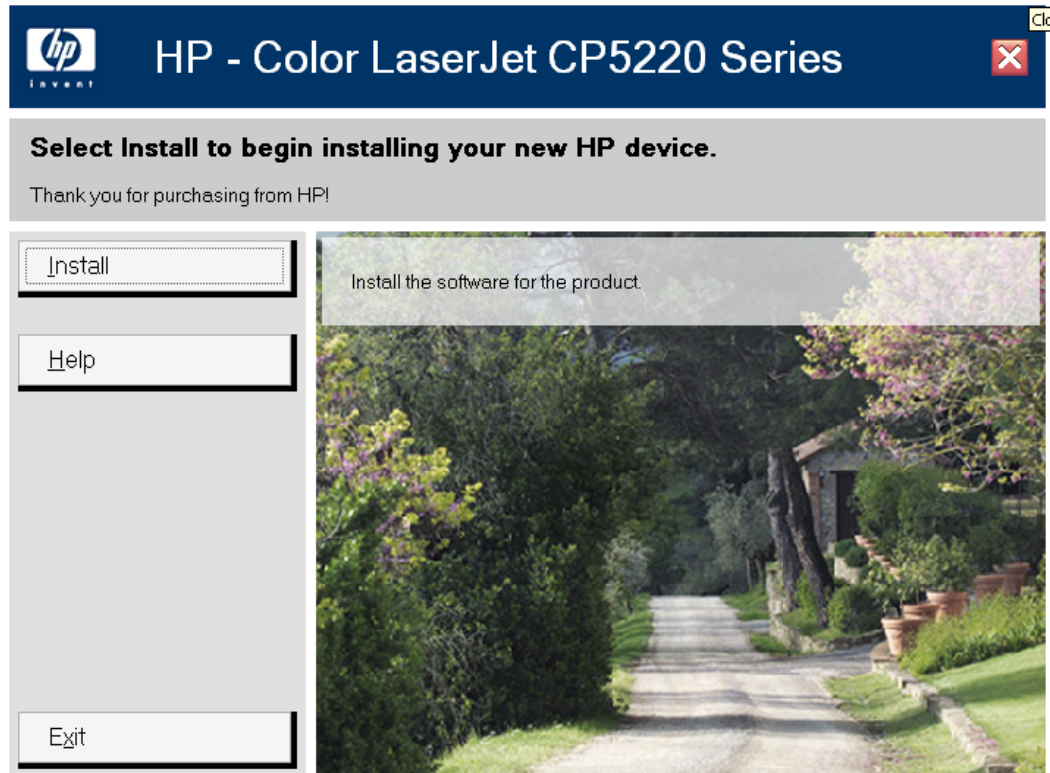 hp
invent
HP - Color LaserJet CP5220 Series
Select Install to begin installing your new HP device.
Thank you for purchasing from HP!
Install
Install the software for the product.
Help
Exit